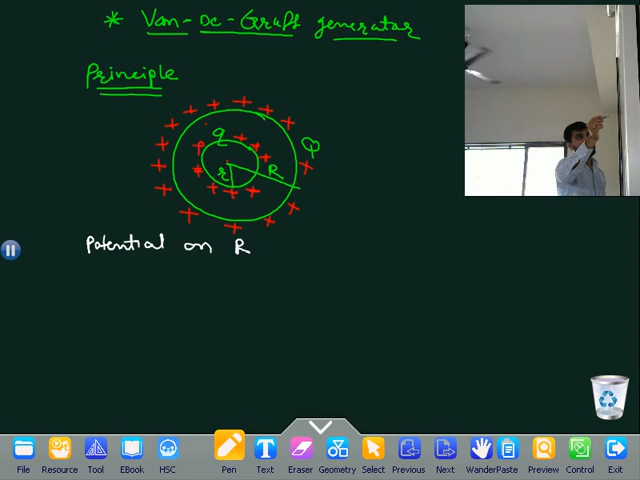 * Van-De-Graff generator
Principle
q
Q
r
R
Potential on R
File Resource Tool EBook HSC Pen Text Eraser Geometry Select Previous Next WanderPaste Preview Control Exit